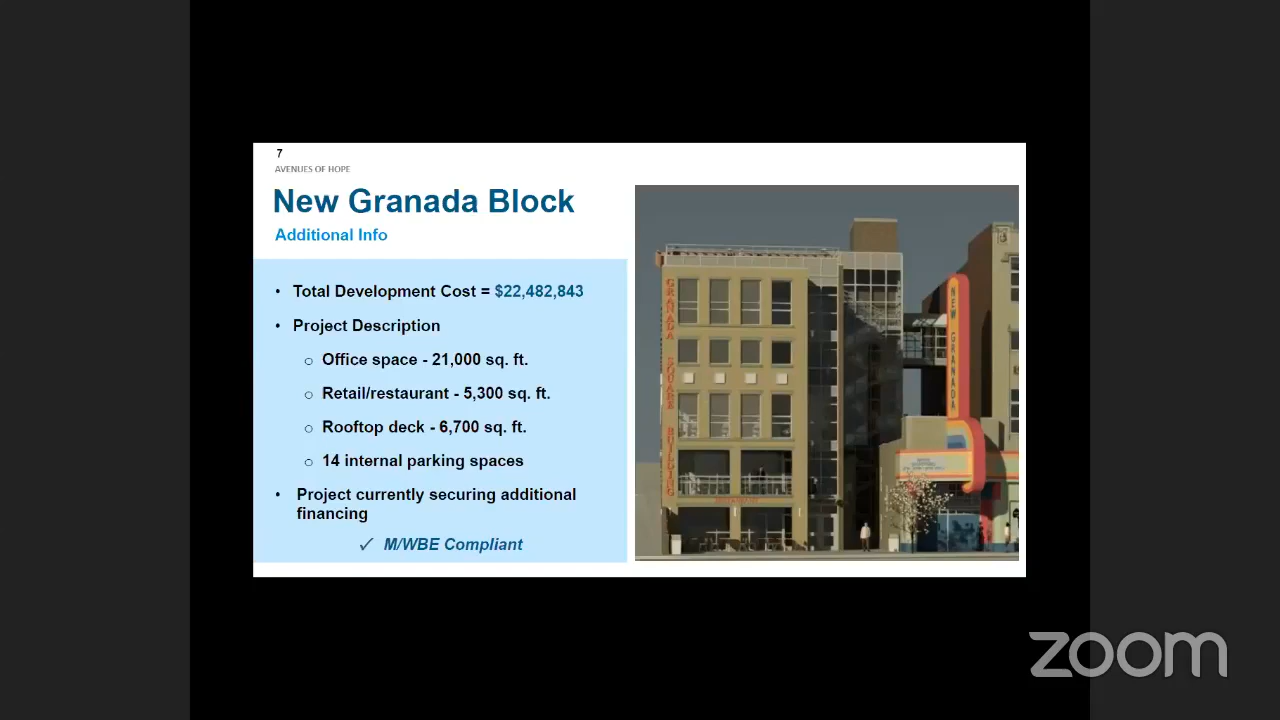 7
AVENUES OF HOPE
New Granada Block
Additional Info
• Total Development Cost = $22,482,843
• Project Description
o Office space - 21,000 sq. ft.
o Retail/restaurant - 5,300 sq. ft.
o Rooftop deck - 6,700 sq. ft.
o 14 internal parking spaces
• Project currently securing additional
financing
✓ M/WBE Compliant
GRANADA SQUARE BUILDING
NEW GRANADA
zoom